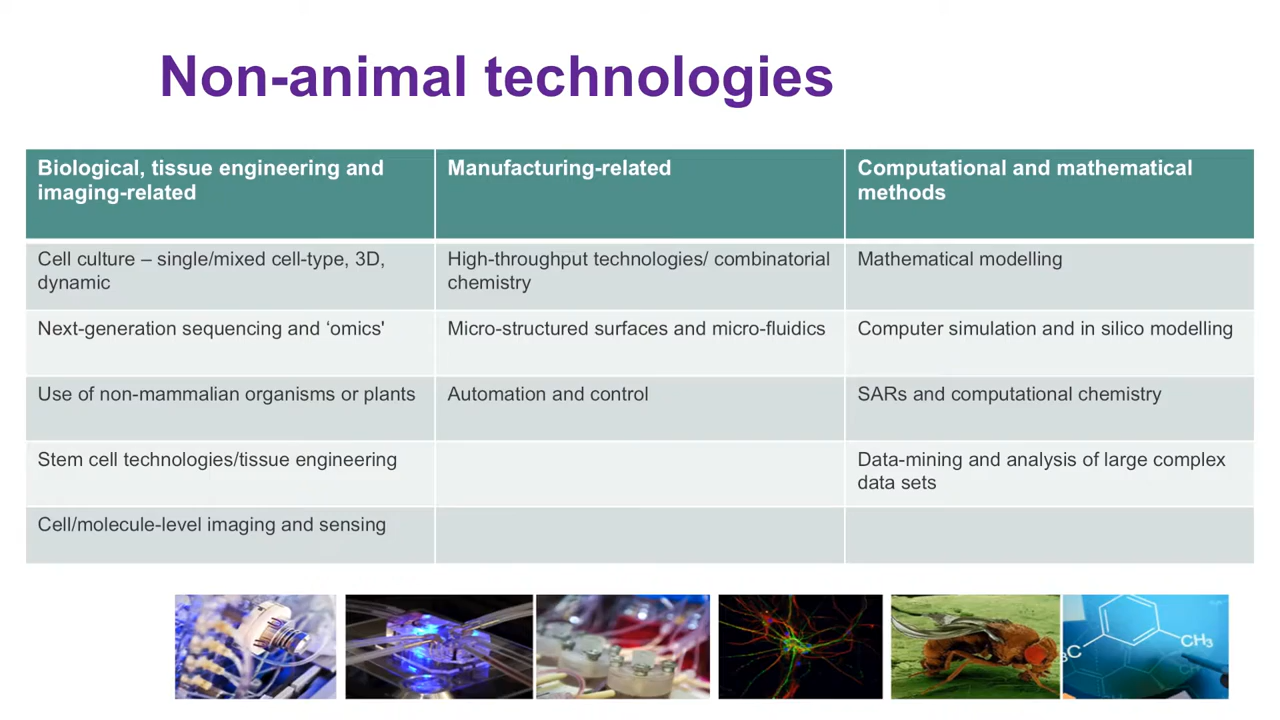 Non-animal technologies
Biological, tissue engineering and
imaging-related
Manufacturing-related
Computational and mathematical
methods
Cell culture – single/mixed cell-type, 3D,
dynamic
High-throughput technologies/ combinatorial
chemistry
Mathematical modelling
Next-generation sequencing and ‘omics'
Micro-structured surfaces and micro-fluidics
Computer simulation and in silico modelling
Use of non-mammalian organisms or plants
Automation and control
SARs and computational chemistry
Stem cell technologies/tissue engineering
Data-mining and analysis of large complex
data sets
Cell/molecule-level imaging and sensing
CH₃
₃C